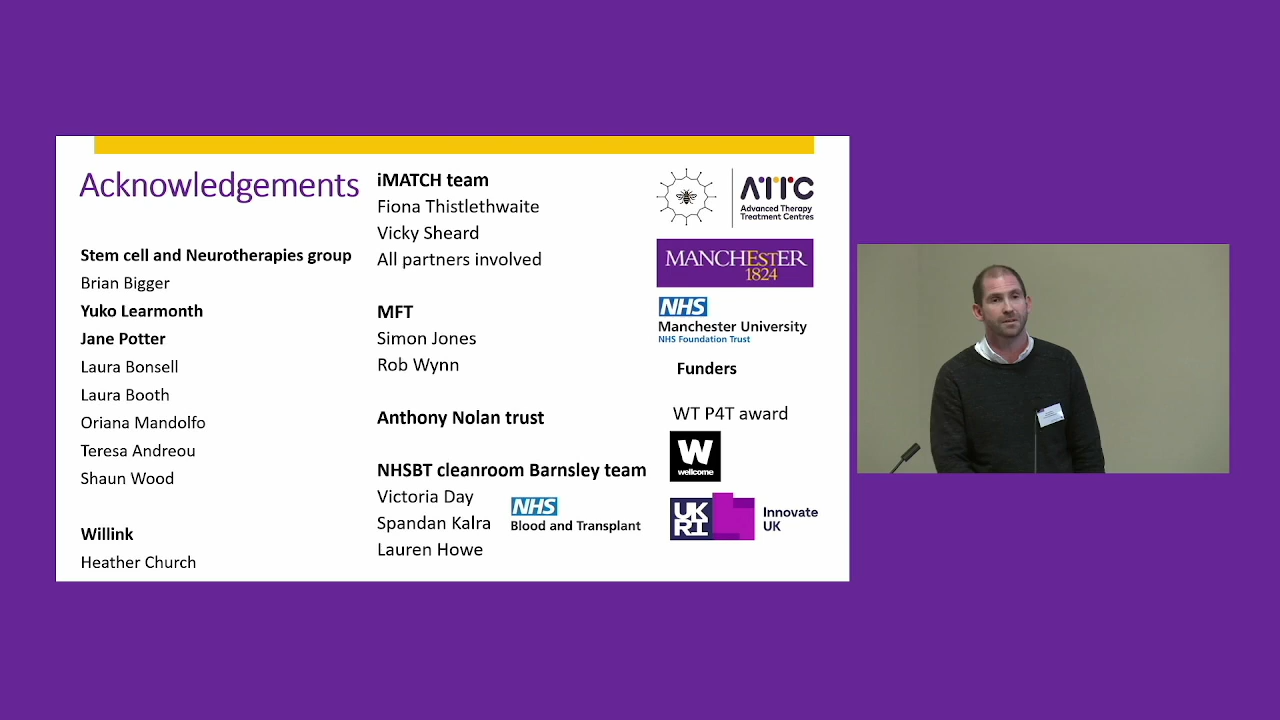 Acknowledgements
Stem cell and Neurotherapies group
Brian Bigger
Yuko Learmonth
Jane Potter
Laura Bonsell
Laura Booth
Oriana Mandolfo
Teresa Andreou
Shaun Wood
Willink
Heather Church
iMATCH team
Fiona Thistlethwaite
Vicky Sheard
All partners involved
MFT
Simon Jones
Rob Wynn
Anthony Nolan trust
NHSBT cleanroom Barnsley team
Victoria Day
Spandan Kalra
Lauren Howe
NHS
Blood and Transplant
ATTC
Advanced Therapy
Treatment Centres
MANCHESTER
1824
NHS
Manchester University
NHS Foundation Trust
Funders
WT P4T award
W
wellcome
UK
RI
Innovate
UK